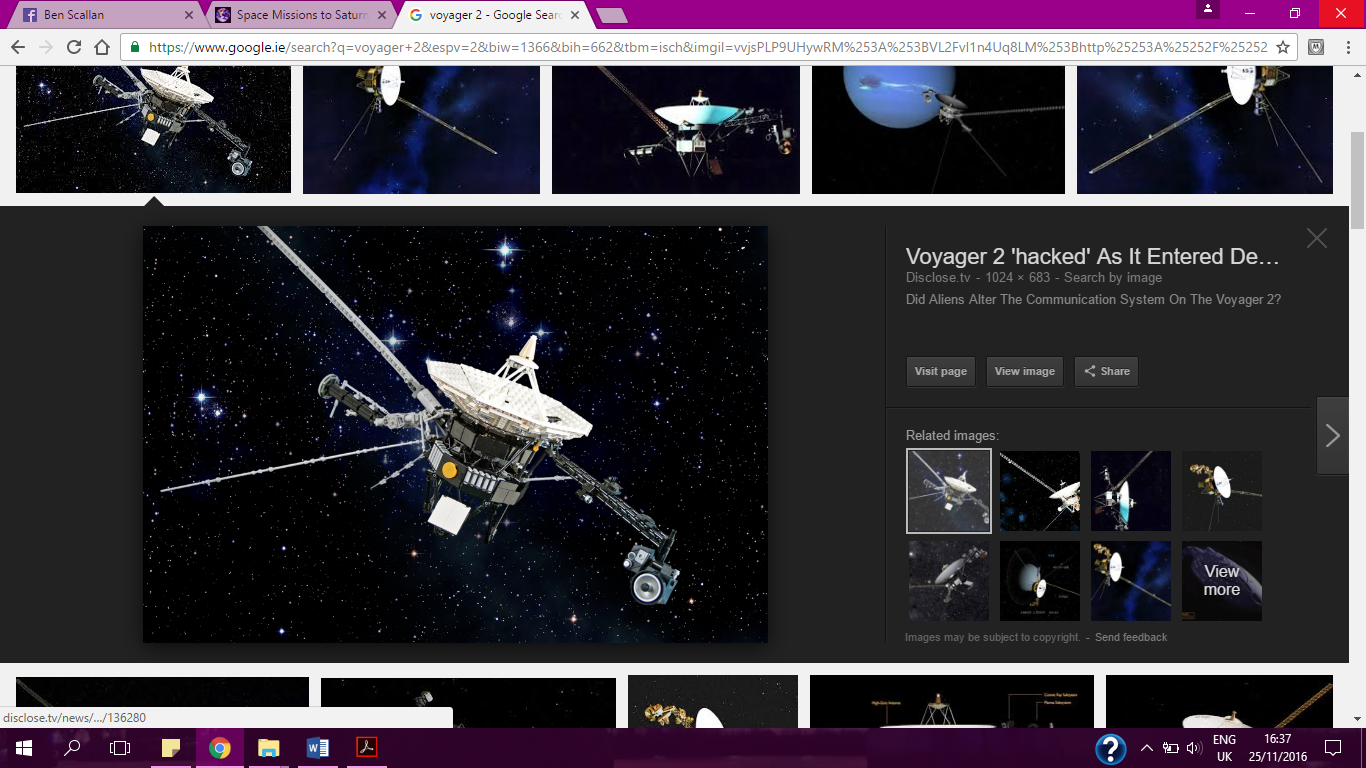 Ben Scallan
Space Missions to Saturn
voyager 2 - Google Sear
https://www.google.ie/search?q=voyager+2&espv=2&biw=1366&bih=662&tbm=isch&imgil=vvjsPLP9UHywRM%253A%253BVL2FvI1n4Uq8LM%253Bhttp%25253A%25252F%25252
Voyager 2 'hacked' As It Entered De…
Disclose.tv - 1024 × 683 - Search by image
Did Aliens Alter The Communication System On The Voyager 2?
Visit page
View image
Share
Related images:
View
more
Images may be subject to copyright. - Send feedback
disclose.tv/news/.../136280
ENG
UK
16:37
25/11/2016